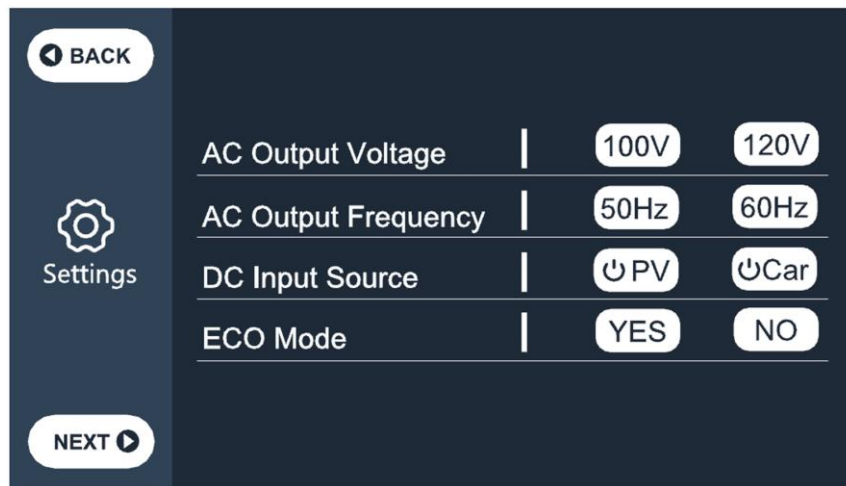 BACK
AC Output Voltage 100V 120V
AC Output Frequency 50Hz 60Hz
Settings
DC Input Source PV Car
ECO Mode YES NO
NEXT